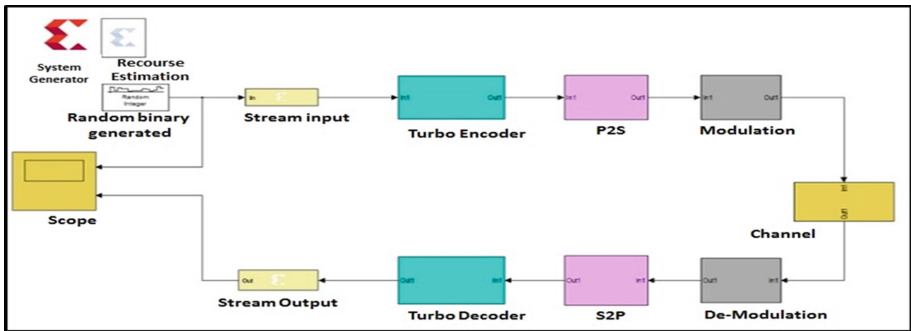 System
Generator
Recourse
Estimation
Random
Integer
Random binary
generated
In
Stream input
In1
Out1
Turbo Encoder
In1
Out1
P2S
In1
Out1
Modulation
In1
Out1
Channel
Scope
Out
Stream Output
Out1
In1
Turbo Decoder
Out1
In1
S2P
Out1
In1
De-Modulation